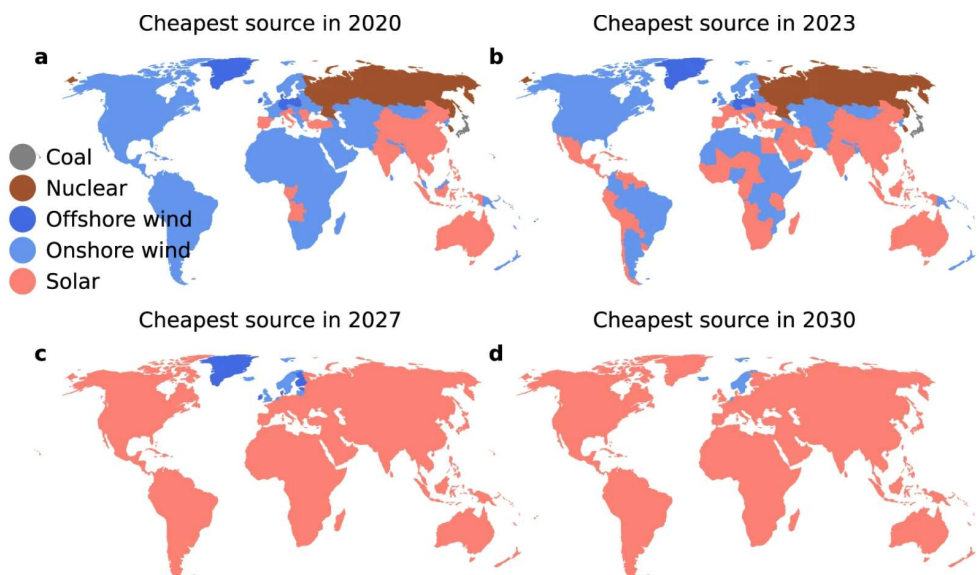 Cheapest source in 2020
Cheapest source in 2023
a
b
Coal
Nuclear
Offshore wind
Onshore wind
Solar
Cheapest source in 2027
Cheapest source in 2030
c
d